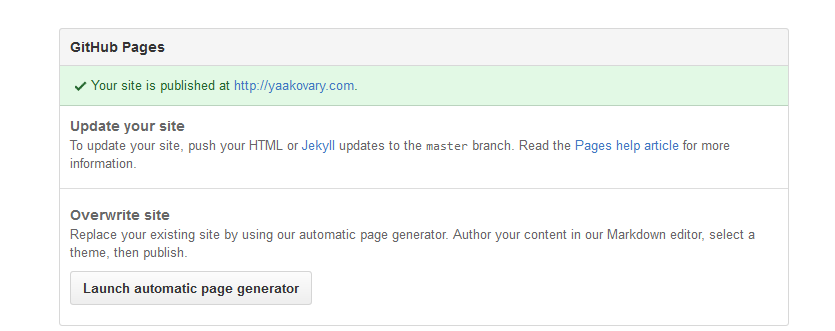 GitHub Pages
Your site is published at http://yaakovary.com.
Update your site
To update your site, push your HTML or Jekyll updates to the master branch. Read the Pages help article for more
information.
Overwrite site
Replace your existing site by using our automatic page generator. Author your content in our Markdown editor, select a
theme, then publish.
Launch automatic page generator